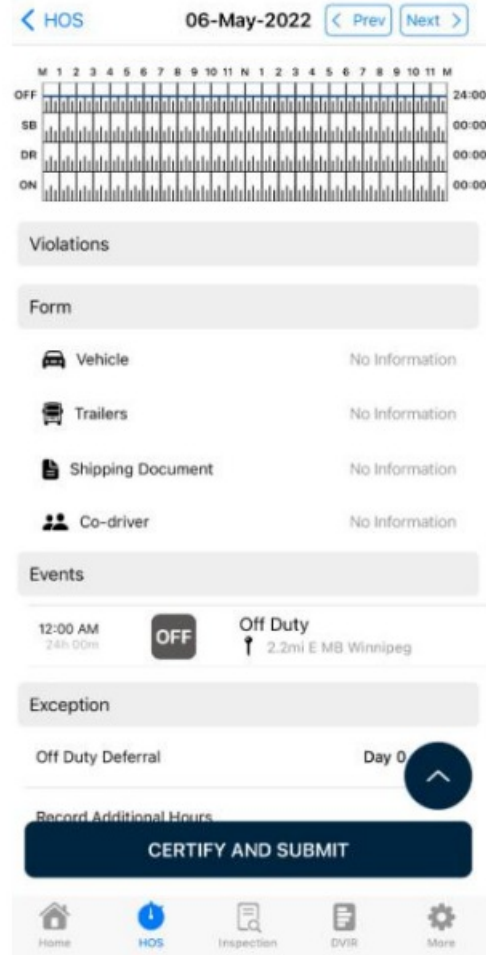 HOS 06-May-2022 Prev Next
M 1 2 3 4 5 6 7 8 9 10 11 N 1 2 3 4 5 6 7 8 9 10 11 M
OFF 24:00
SB 00:00
DR 00:00
ON 00:00
Violations
Form
Vehicle No Information
Trailers No Information
Shipping Document No Information
Co-driver No Information
Events
12:00 AM OFF Off Duty
24h 00m 2.2mi E MB Winnipeg
Exception
Off Duty Deferral Day 0
Record Additional Hours
CERTIFY AND SUBMIT
Home HOS Inspection DVIR More